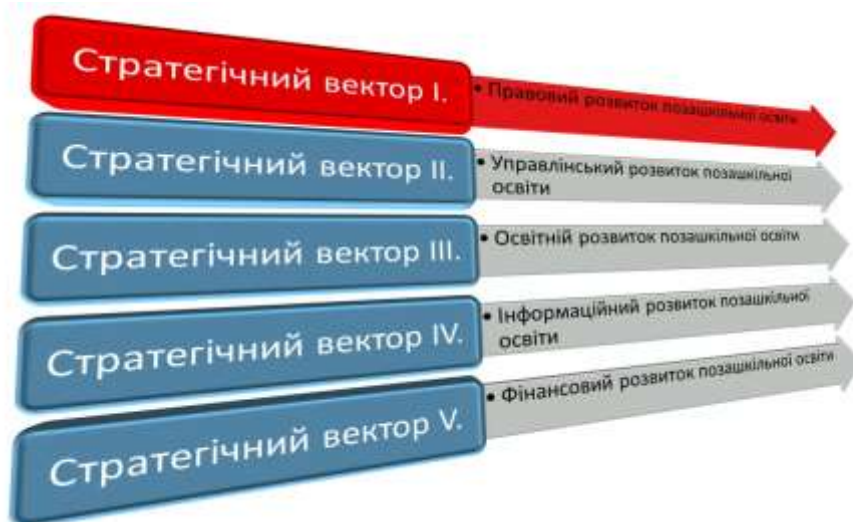 Стратегічний вектор I.
• Правовий розвиток позашкільної освіти
Стратегічний вектор II.
• Управлінський розвиток позашкільної
освіти
Стратегічний вектор III.
• Освітній розвиток позашкільної освіти
Стратегічний вектор IV.
• Інформаційний розвиток позашкільної
освіти
Стратегічний вектор V.
• Фінансовий розвиток позашкільної освіти